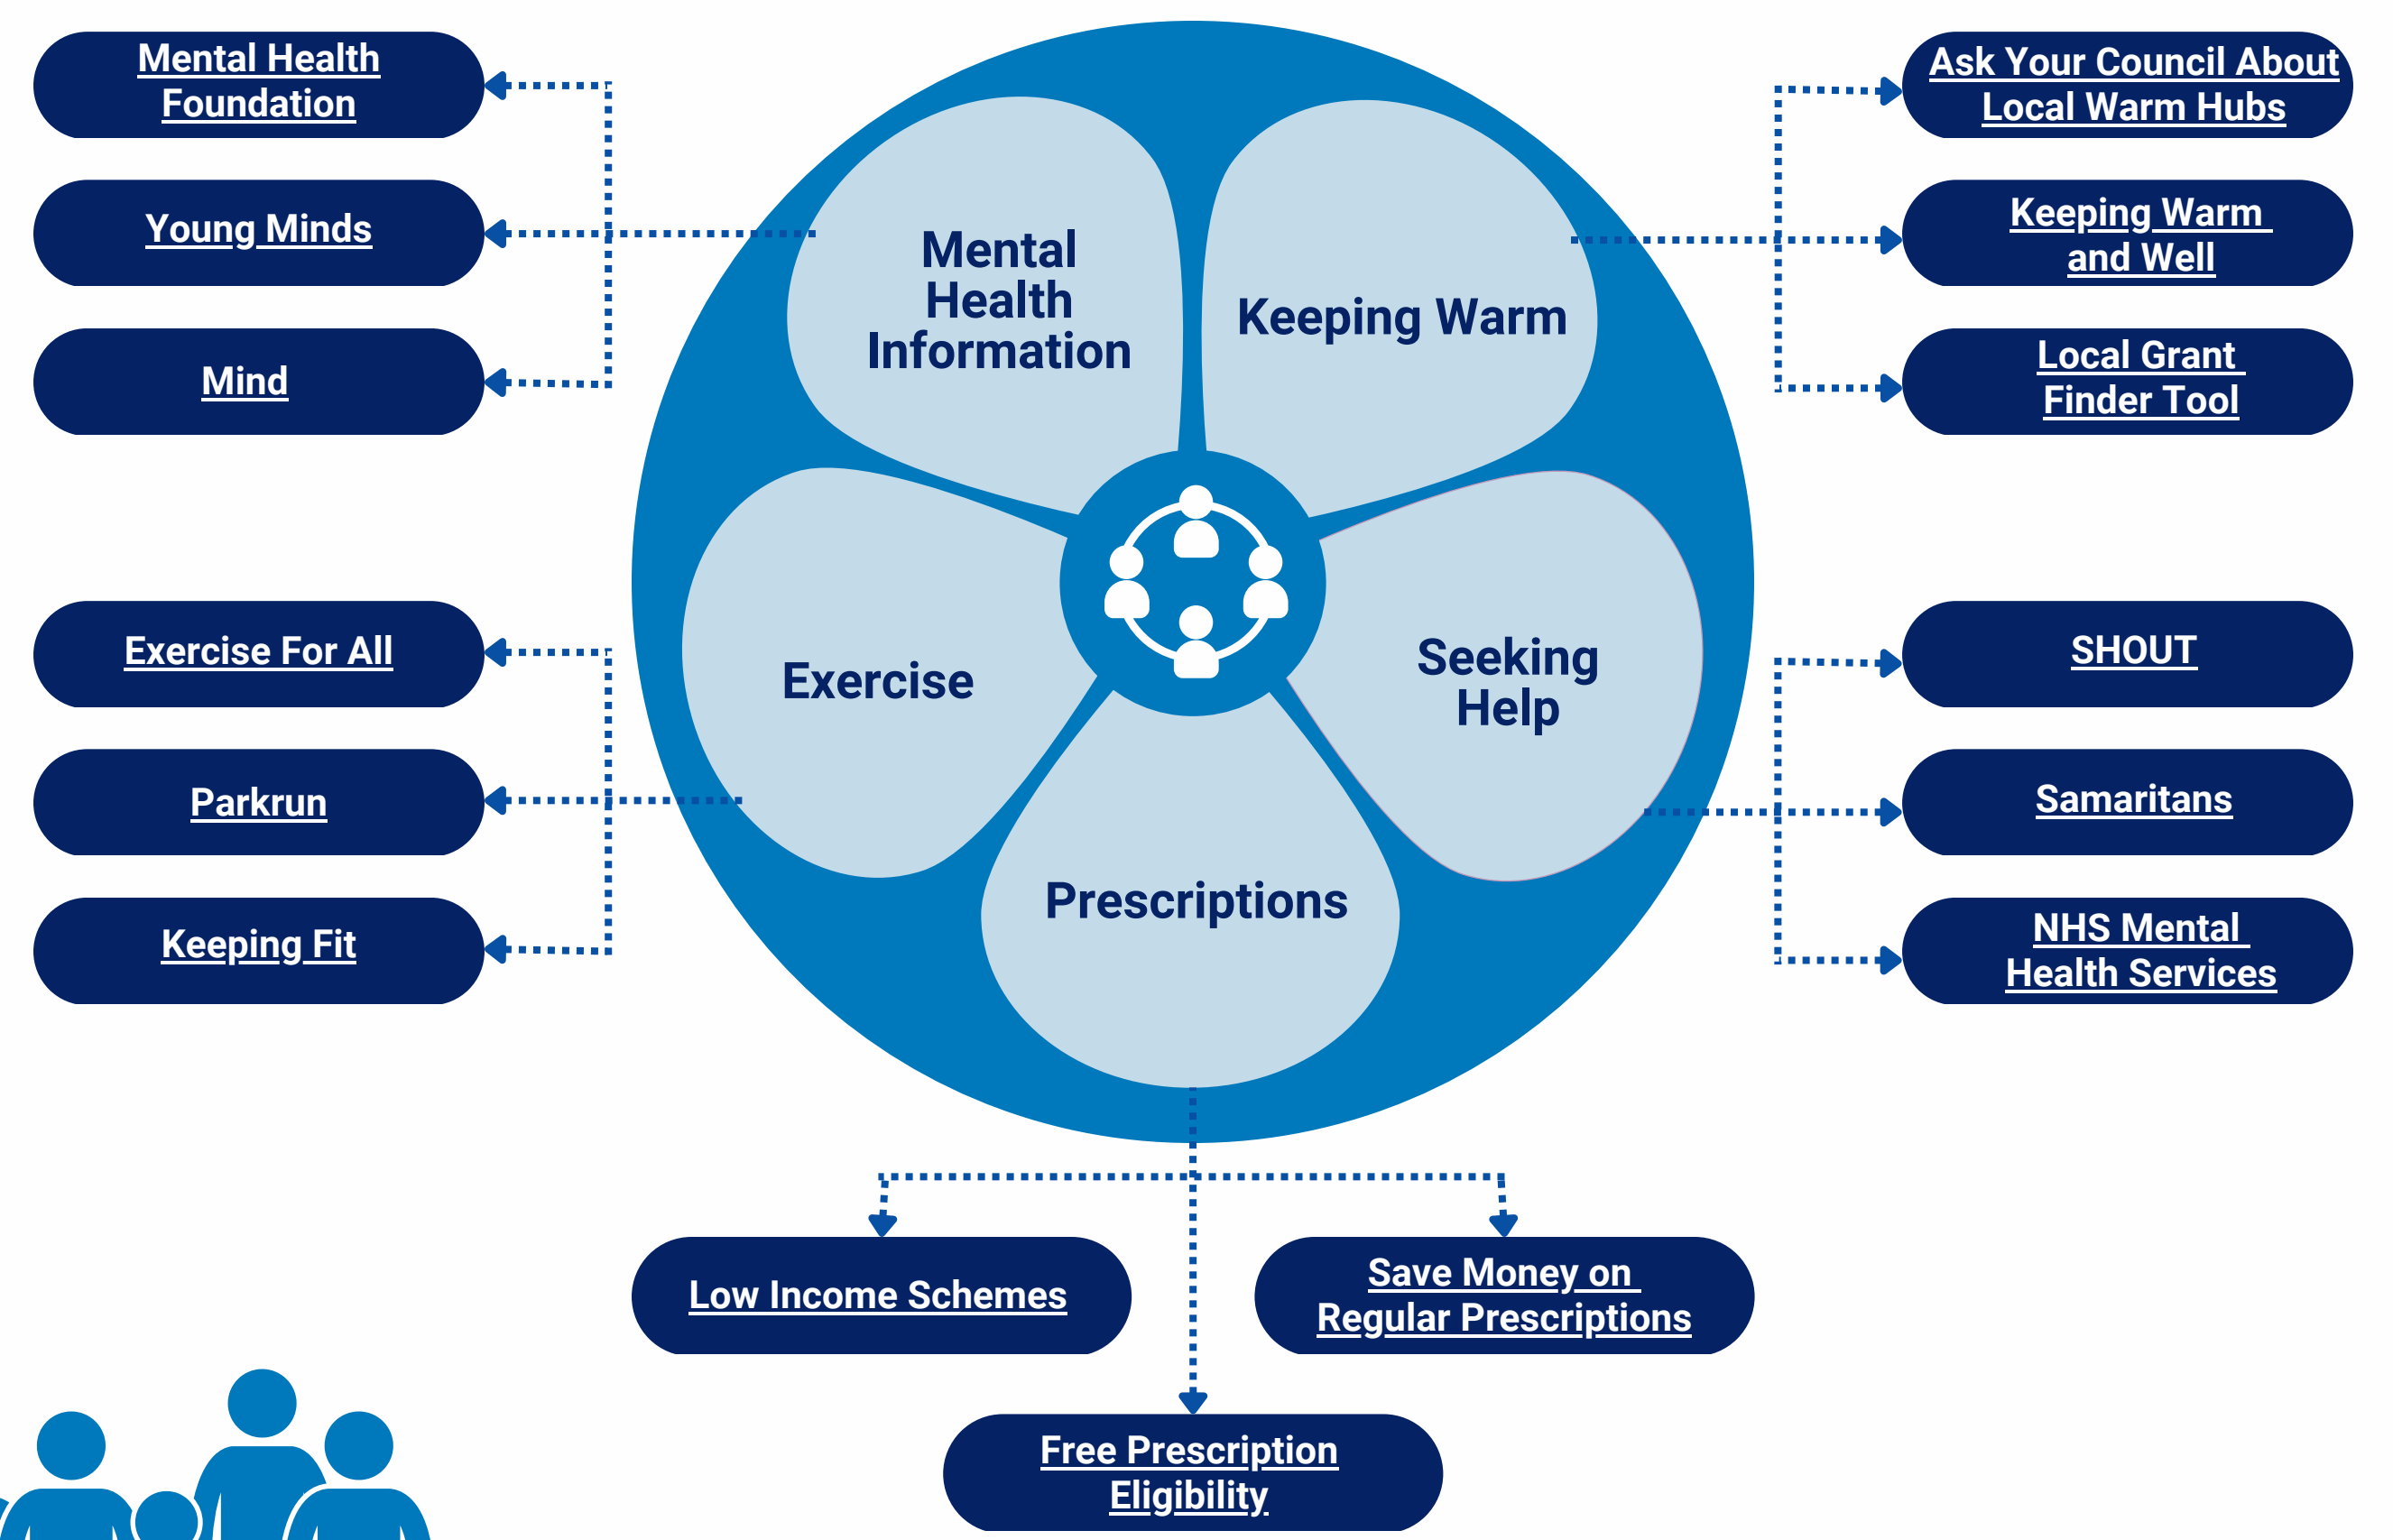 Mental Health
Foundation
Young Minds
Mind
Mental
Health
Information
Keeping Warm
Ask Your Council About
Local Warm Hubs
Keeping Warm
and Well
Local Grant
Finder Tool
Exercise For All
Parkrun
Keeping Fit
Exercise
Seeking
Help
SHOUT
Samaritans
NHS Mental
Health Services
Prescriptions
Low Income Schemes
Save Money on
Regular Prescriptions
Free Prescription
Eligibility